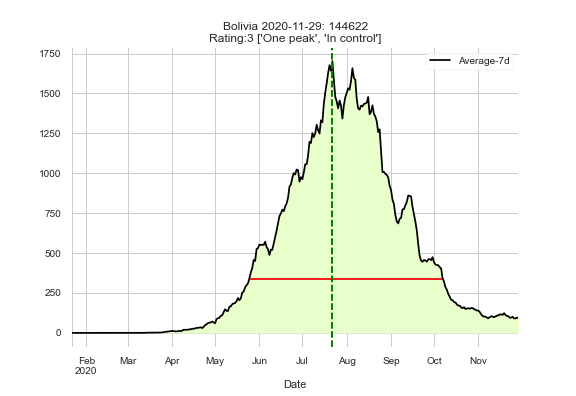 Bolivia 2020-11-29: 144622
Rating:3 ['One peak', 'In control']
Average-7d
1750
1500
1250
1000
750
500
250
0
Feb Mar Apr May Jun Jul Aug Sep Oct Nov
2020
Date